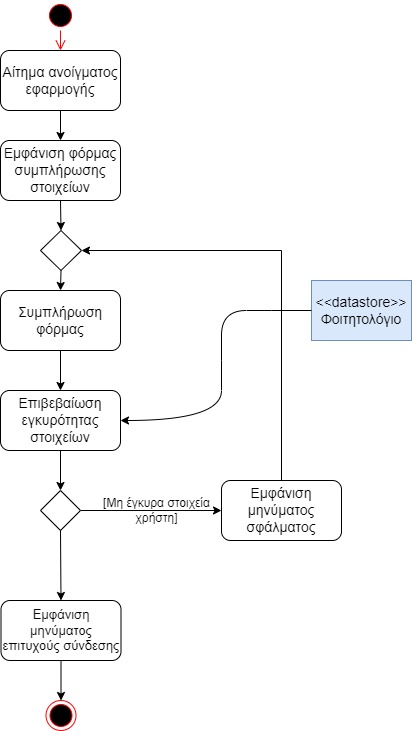 Αίτημα ανοίγματος
εφαρμογής
Εμφάνιση φόρμας
συμπλήρωσης
στοιχείων
Συμπλήρωση
φόρμας
<<datastore>>
Φοιτητολόγιο
Επιβεβαίωση
εγκυρότητας
στοιχείων
[Μη έγκυρα στοιχεία
χρήστη]
Εμφάνιση
μηνύματος
σφάλματος
Εμφάνιση
μηνύματος
επιτυχούς σύνδεσης